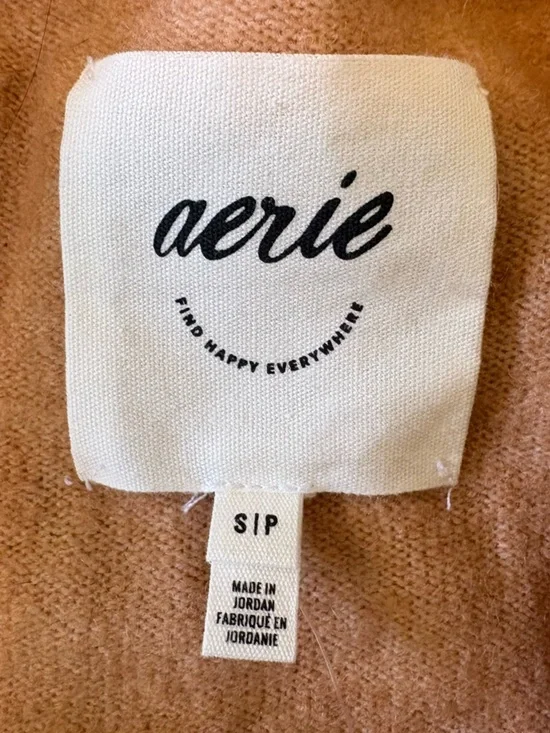 aerie
FIND HAPPY EVERYWHERE
S|P
MADE IN
JORDAN
FABRIQUÉ EN
JORDANIE